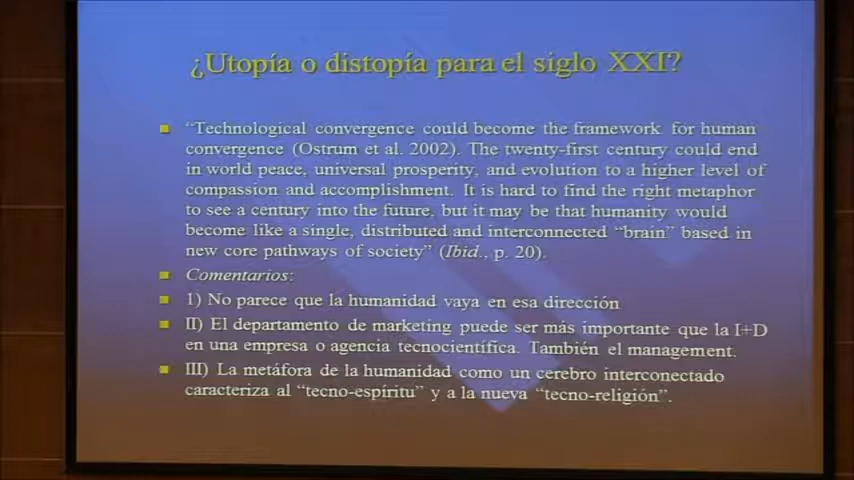 ¿Utopía o distopía para el siglo XXI?
"Technological convergence could become the framework for human
convergence (Ostrum et al. 2002). The twenty-first century could end
in world peace, universal prosperity, and evolution to a higher level of
compassion and accomplishment. It is hard to find the right metaphor
to see a century into the future, but it may be that humanity would
become like a single, distributed and interconnected "brain" based in
new core pathways of society" (Ibid., p. 20).
Comentarios:
1) No parece que la humanidad vaya en esa dirección
II) El departamento de marketing puede ser más importante que la I+D
en una empresa o agencia tecnocientífica. También el management.
III) La metáfora de la humanidad como un cerebro interconectado
caracteriza al "tecno-espíritu" y a la nueva "tecno-religión".